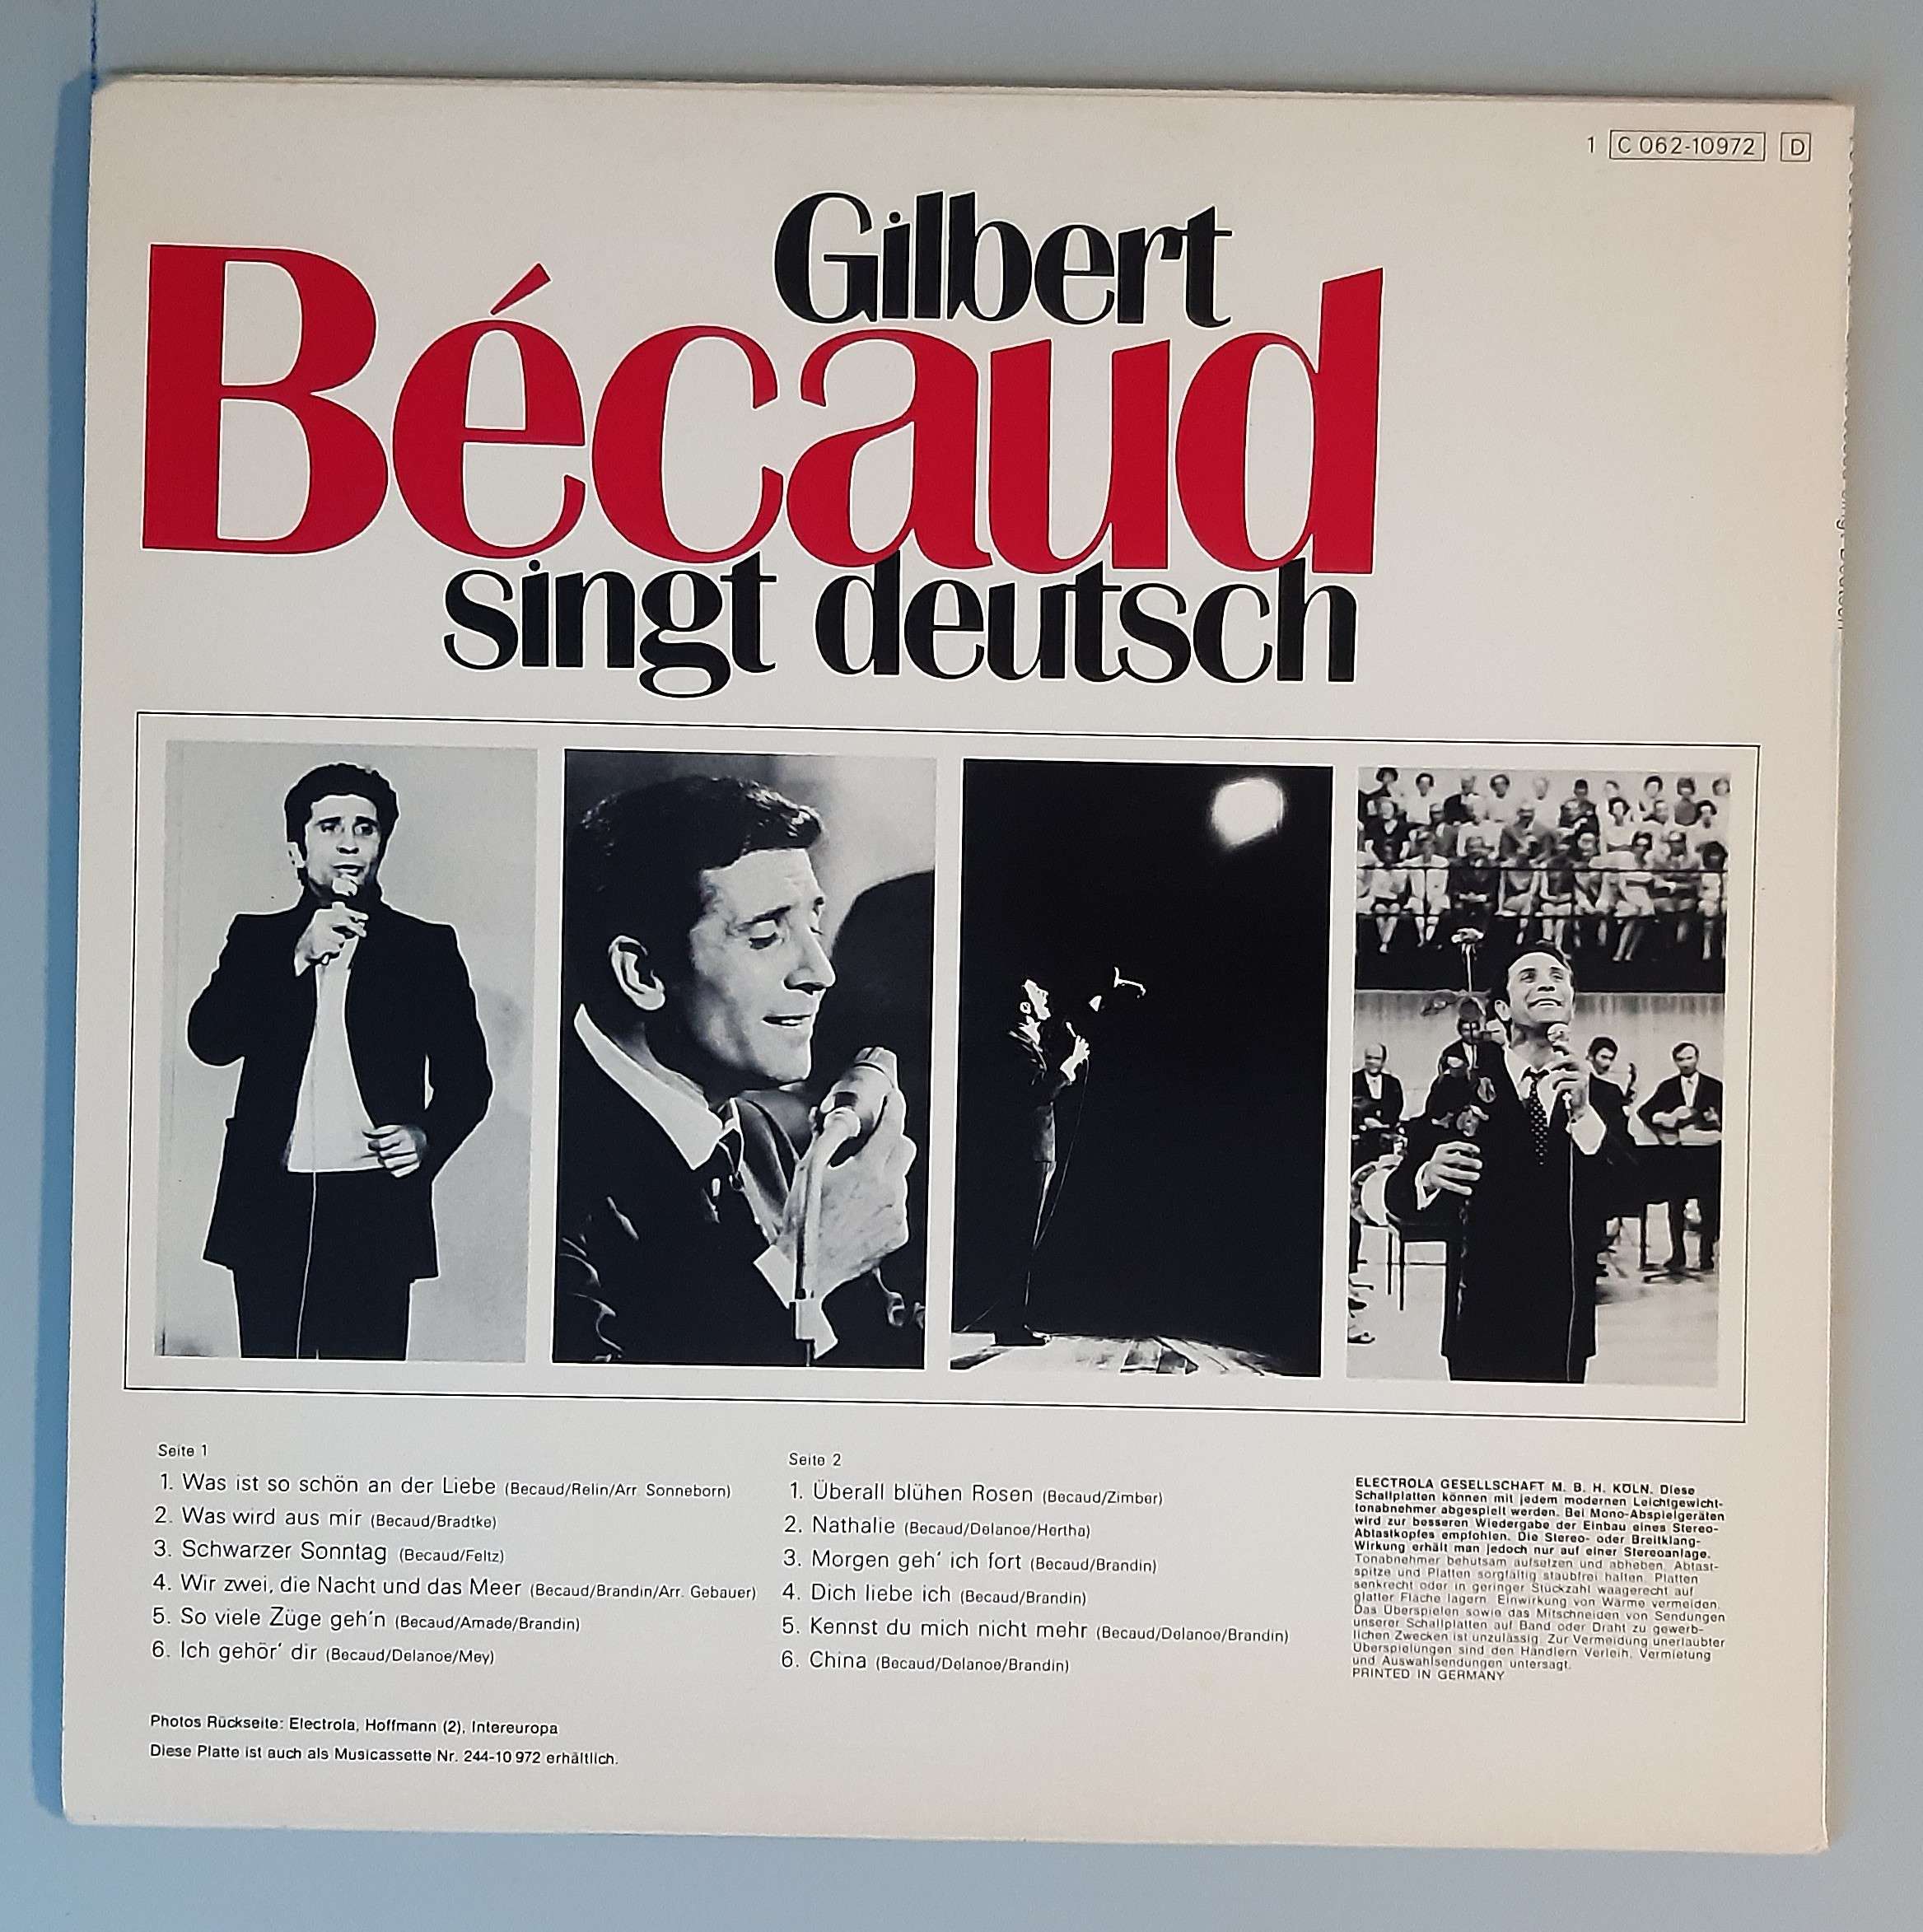 1 C 062-10972 D
Gilbert
Bécaud
singt deutsch
Seite 1
1. Was ist so schön an der Liebe (Becaud/Relin/Arr. Sonneborn)
2. Was wird aus mir (Becaud/Bradtke)
3. Schwarzer Sonntag (Becaud/Feltz)
4. Wir zwei, die Nacht und das Meer (Becaud/Brandin/Arr. Gebauer)
5. So viele Züge geh'n (Becaud/Amade/Brandin)
6. Ich gehör' dir (Becaud/Delanoe/Mey)
Seite 2
1. Überall blühen Rosen (Becaud/Zimber)
2. Nathalie (Becaud/Delanoe/Hertha)
3. Morgen geh' ich fort (Becaud/Brandin)
4. Dich liebe ich (Becaud/Brandin)
5. Kennst du mich nicht mehr (Becaud/Delanoe/Brandin)
6. China (Becaud/Delanoe/Brandin)
ELECTROLA GESELLSCHAFT M. B. H. KÖLN. Diese
Schallplatten können mit jedem modernen Leichtgewicht-
tonabnehmer abgespielt werden. Bei Mono-Abspielgeräten
wird zur besseren Wiedergabe der Einbau eines Stereo-
Abtastkopfes empfohlen. Die Stereo- oder Breitklang-
Wirkung erhält man jedoch nur auf einer Stereoanlage.
Tonabnehmer behutsam aufsetzen und abheben. Abtast-
spitze und Platten sorgfältig staubfrei halten. Platten
senkrecht oder in geringer Stückzahl waagerecht auf
glatter Fläche lagern. Einwirkung von Wärme vermeiden.
Das Überspielen sowie das Mitschneiden von Sendungen
unserer Schallplatten auf Band oder Draht zu gewerb-
lichen Zwecken ist unzulässig. Zur Vermeidung unerlaubter
Überspielungen sind den Händlern Verleih, Vermietung
und Auswahlsendungen untersagt.
PRINTED IN GERMANY
Photos Rückseite: Electrola, Hoffmann (2), Intereuropa
Diese Platte ist auch als Musicassette Nr. 244-10 972 erhältlich.